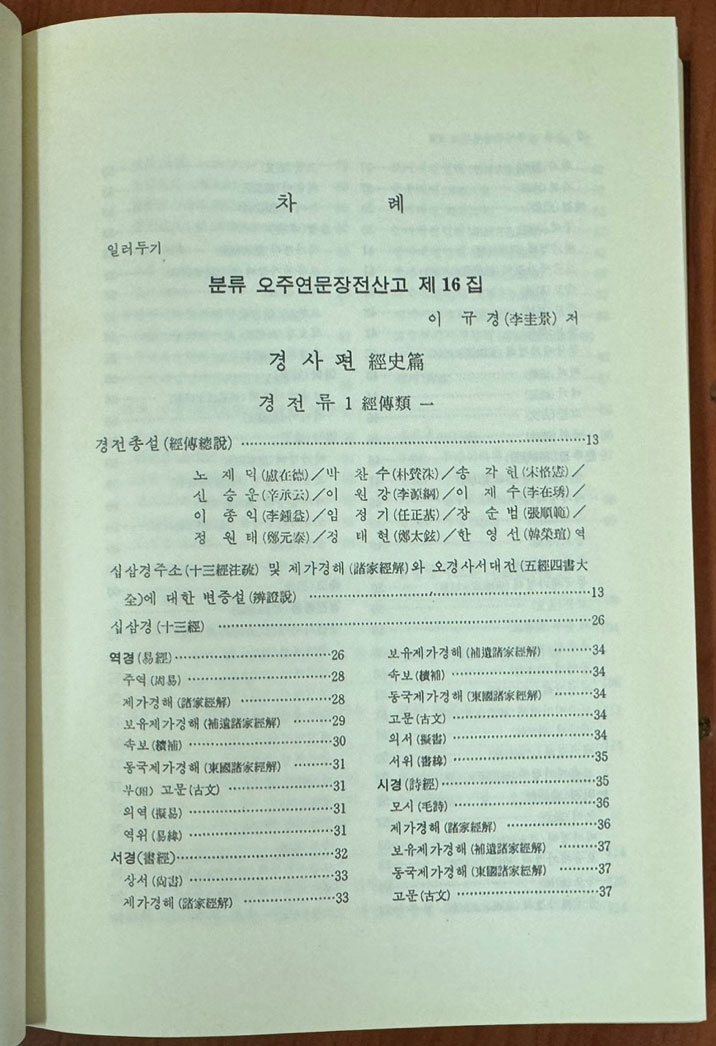 차 례
일러두기
분류 오주연문장전산고 제16집
이 규 경(李圭景) 저
경 사 편 經史篇
경 전 류 1 經傳類 一
경전총설(經傳總說) ······13
노 재 덕(盧在德)／박 찬 수(朴贊洙)／송 각 헌(宋恪憲)／
신 승 운(辛承云)／이 원 강(李源綱)／이 재 수(李在琇)／
이 종 익(李鍾益)／임 정 기(任正基)／장 순 범(張順範)／
정 원 태(鄭元泰)／정 태 현(鄭太鉉)／한 영 선(韓榮瑄) 역
십삼경주소(十三經注疏) 및 제가경해(諸家經解)와 오경사서대전(五經四書大
全)에 대한 변증설(辨證說) ······13
십삼경(十三經) ······26
역경(易經)······26
주역(周易) ······28
제가경해(諸家經解) ······28
보유제가경해(補遺諸家經解) ······29
속보(續補)······30
동국제가경해(東國諸家經解) ······31
부(附) 고문(古文) ······31
의역(擬易) ······31
역위(易緯) ······31
서경(書經)······32
상서(尙書) ······33
제가경해(諸家經解) ······33
보유제가경해(補遺諸家經解) ······34
속보(續補) ······34
동국제가경해(東國諸家經解) ······34
고문(古文) ······34
의서(擬書) ······34
서위(書緯) ······35
시경(詩經)······35
모시(毛詩) ······36
제가경해(諸家經解) ······36
보유제가경해(補遺諸家經解) ······37
동국제가경해(東國諸家經解) ······37
고문(古文) ······37